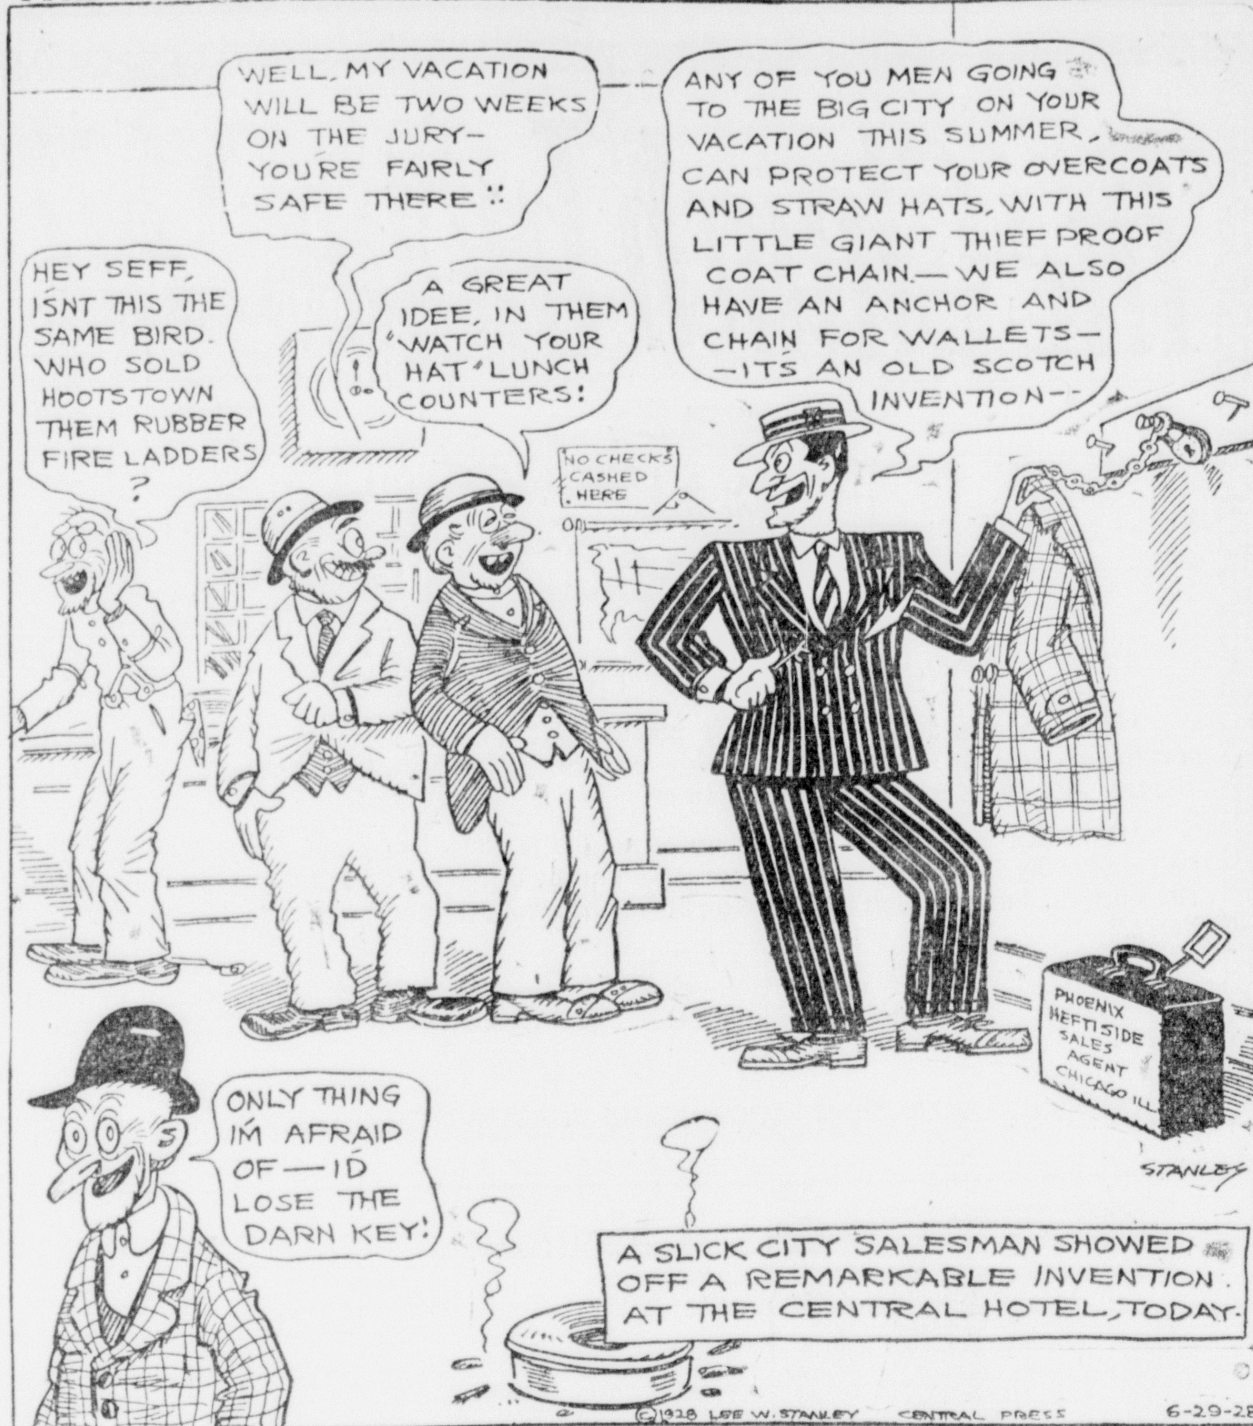 WELL, MY VACATION
WILL BE TWO WEEKS
ON THE JURY—
YOU'RE FAIRLY
SAFE THERE !!
ANY OF YOU MEN GOING
TO THE BIG CITY ON YOUR
VACATION THIS SUMMER,
CAN PROTECT YOUR OVERCOATS
AND STRAW HATS, WITH THIS
LITTLE GIANT THIEF PROOF
COAT CHAIN.— WE ALSO
HAVE AN ANCHOR AND
CHAIN FOR WALLETS—
—IT'S AN OLD SCOTCH
INVENTION--
HEY SEFF,
ISN'T THIS THE
SAME BIRD.
WHO SOLD
HOOTSTOWN
THEM RUBBER
FIRE LADDERS
?
A GREAT
IDEE, IN THEM
"WATCH YOUR
HAT" LUNCH
COUNTERS!
NO CHECKS
CASHED
HERE
PHOENIX
HEFTISIDE
SALES
AGENT
CHICAGO ILL.
STANLEY
ONLY THING
I'M AFRAID
OF — I'D
LOSE THE
DARN KEY!
A SLICK CITY SALESMAN SHOWED
OFF A REMARKABLE INVENTION.
AT THE CENTRAL HOTEL, TODAY.
©1928 LEE W. STANLEY CENTRAL PRESS 6-29-28